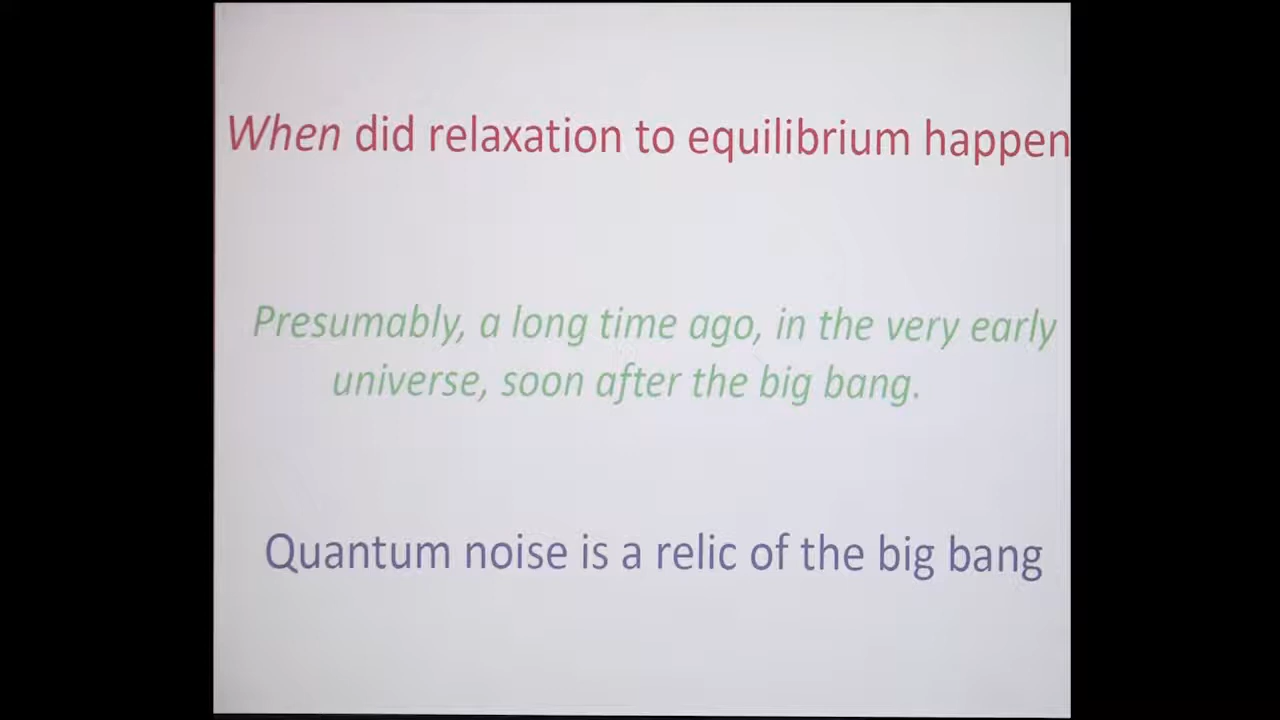 When did relaxation to equilibrium happen
Presumably, a long time ago, in the very early
universe, soon after the big bang.
Quantum noise is a relic of the big bang